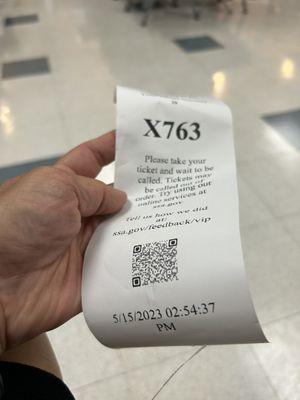 is
X763
Please take your
ticket and wait to be
called. Tickets may
be called out of
order. Try using our
online services at
ssa.gov
Tell us how we did
at:
ssa.gov/feedback/vip
5/15/2023 02:54:37
PM